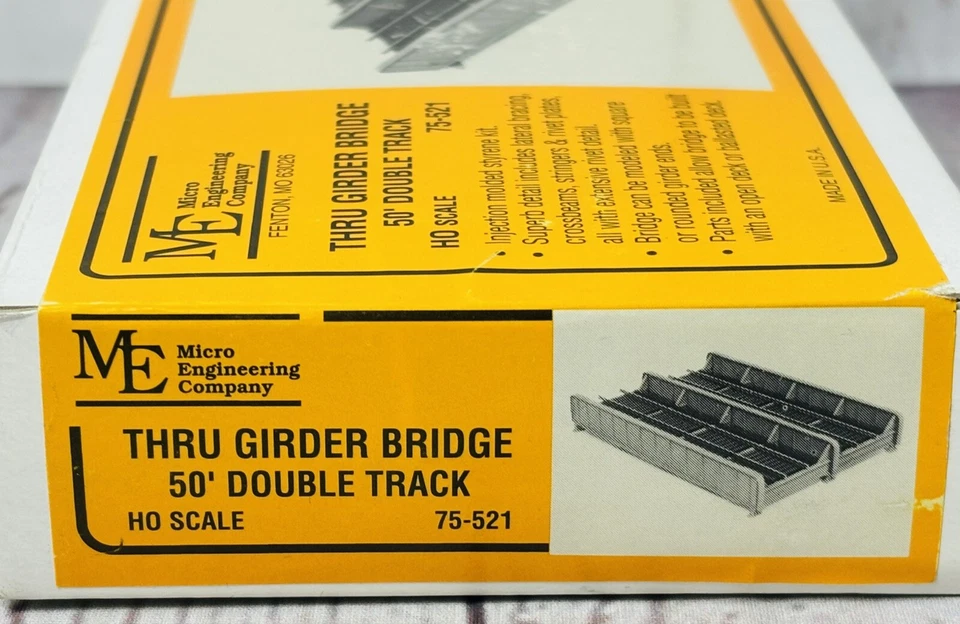 ME Micro
Engineering
Company
FENTON, MO 63026
THRU GIRDER BRIDGE
50' DOUBLE TRACK
HO SCALE 75-521
• Injection molded styrene kit.
• Superb detail includes lateral bracing,
crossbeams, stringers & rivet plates,
all with extensive rivet detail.
• Bridge can be modeled with square
or rounded girder ends.
• Parts included allow bridge to be built
with an open deck or ballasted deck.
MADE IN U.S.A.
ME Micro
Engineering
Company
THRU GIRDER BRIDGE
50' DOUBLE TRACK
HO SCALE 75-521